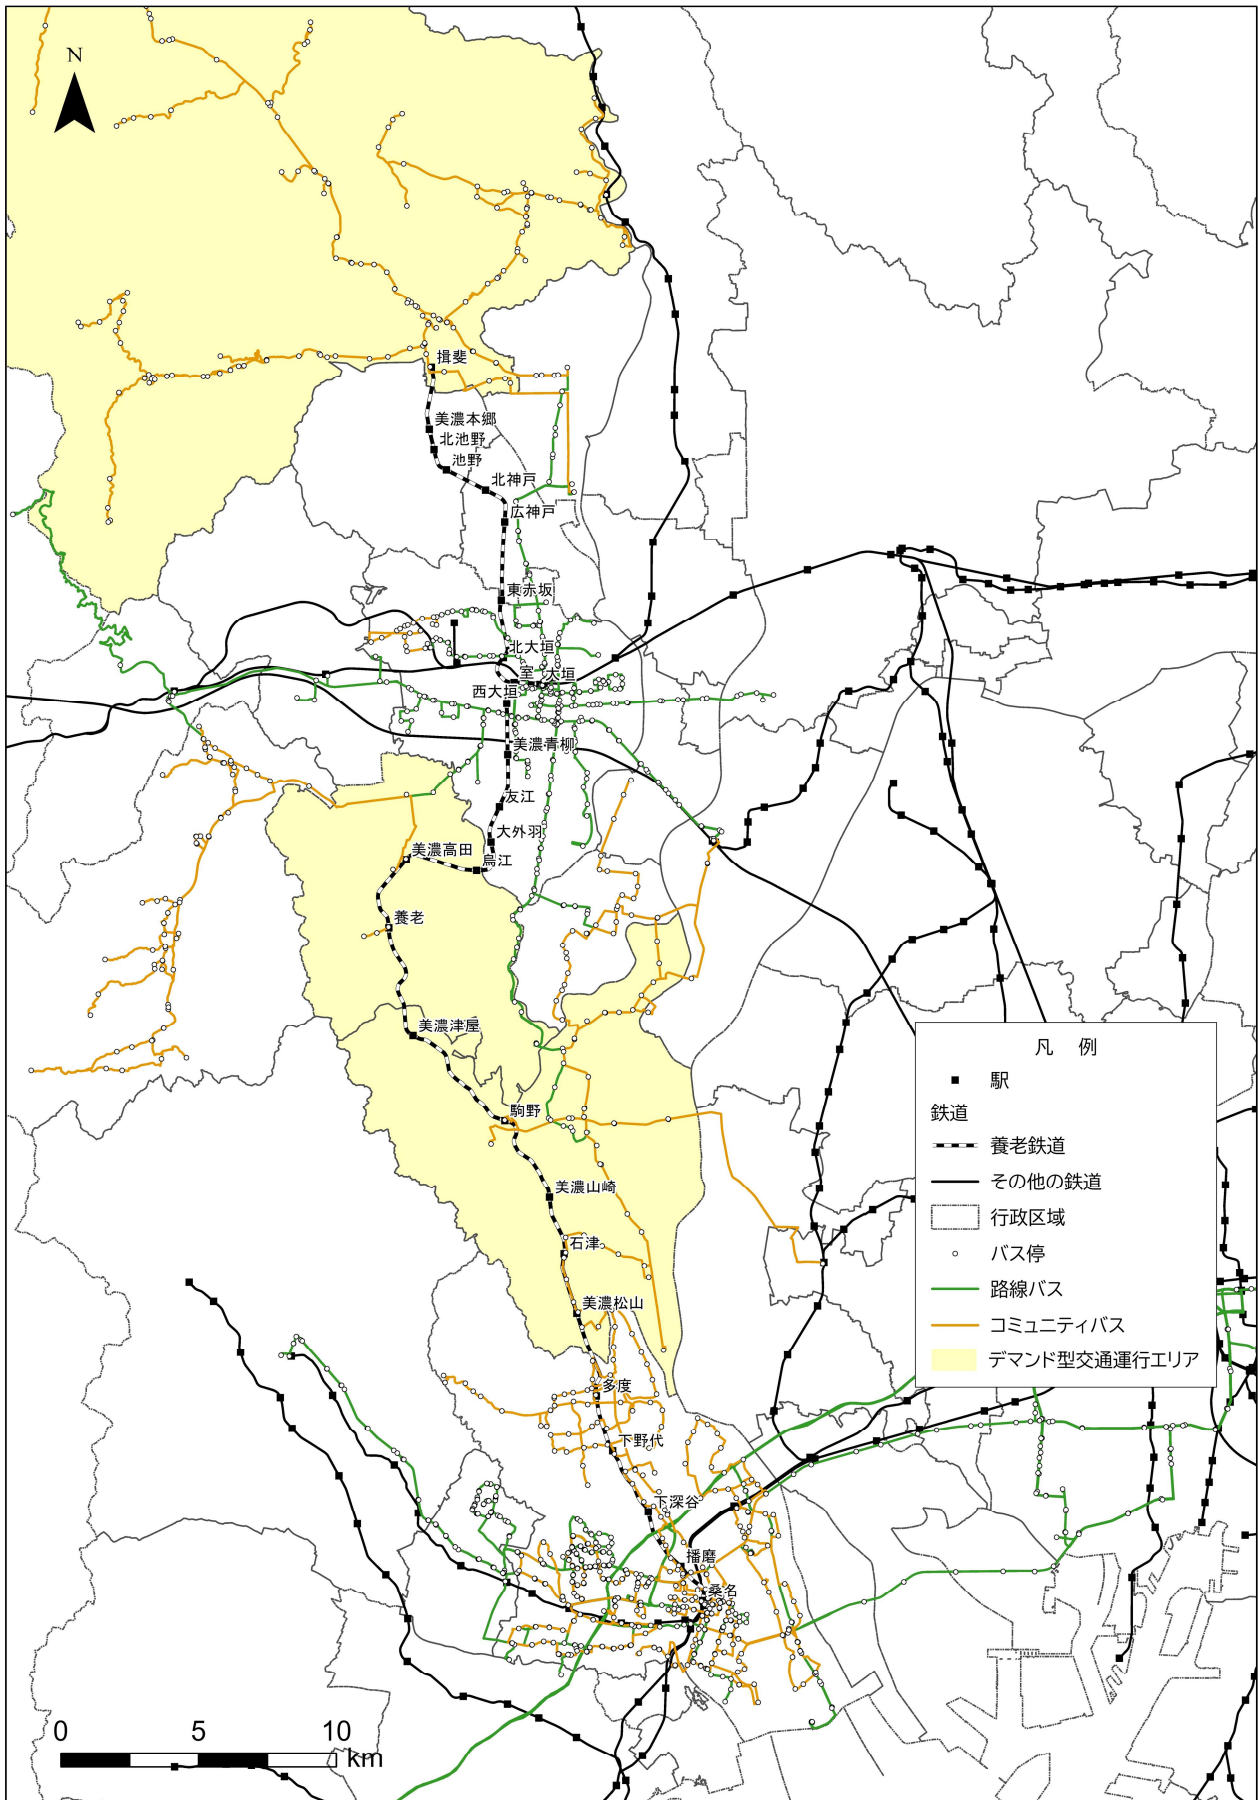 N
揖斐
美濃本郷
北池野
池野
北神戸
広神戸
東赤坂
北大垣
室
大垣
西大垣
美濃青柳
友江
大外羽
烏江
美濃高田
養老
美濃津屋
駒野
美濃山崎
石津
美濃松山
多度
下野代
下深谷
播磨
桑名
凡 例
駅
鉄道
養老鉄道
その他の鉄道
行政区域
バス停
路線バス
コミュニティバス
デマンド型交通運行エリア
0 5 10
km